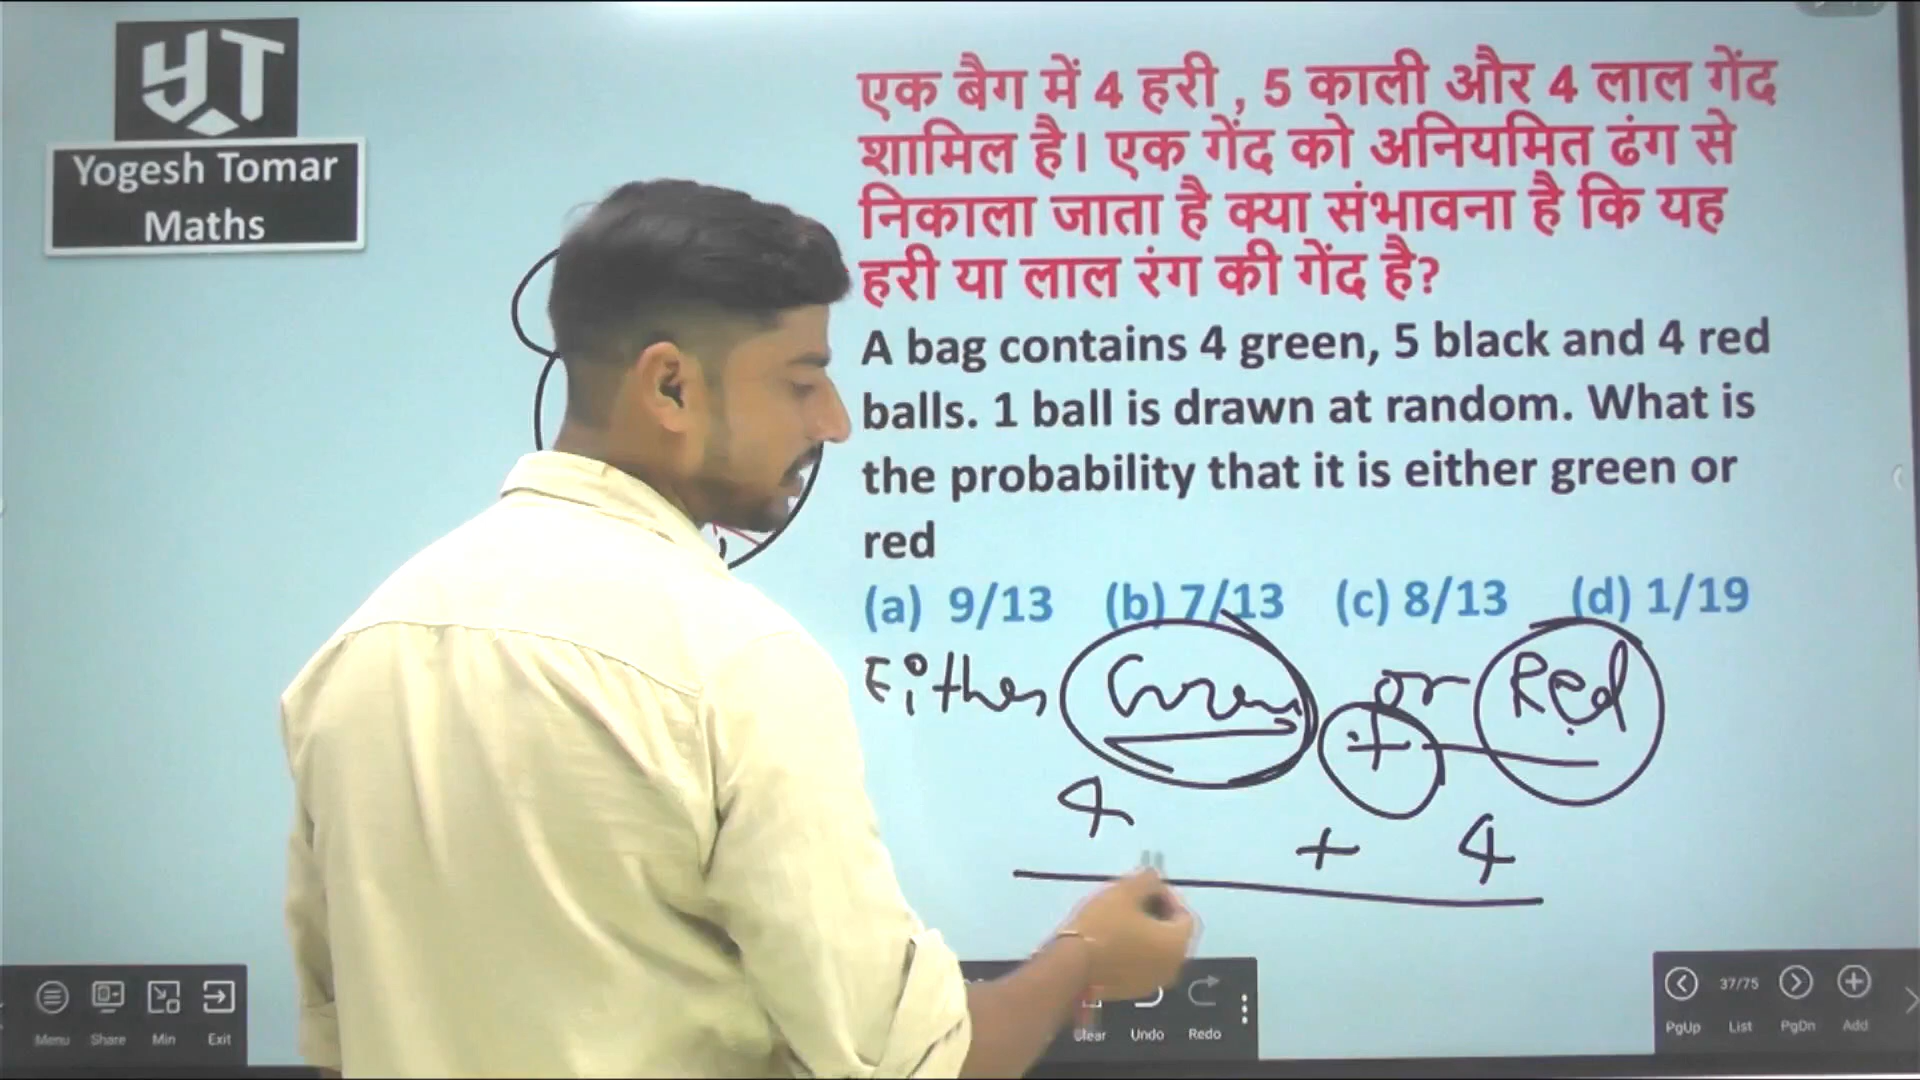 YT
Yogesh Tomar
Maths
एक बैग में 4 हरी , 5 काली और 4 लाल गेंद
शामिल है। एक गेंद को अनियमित ढंग से
निकाला जाता है क्या संभावना है कि यह
हरी या लाल रंग की गेंद है?
A bag contains 4 green, 5 black and 4 red
balls. 1 ball is drawn at random. What is
the probability that it is either green or
red
(a) 9/13 (b) 7/13 (c) 8/13 (d) 1/19
Either Green or Red
+
4 + 4
37/75
Menu Share Min Exit Clear Undo Redo PgUp List PgDn Add